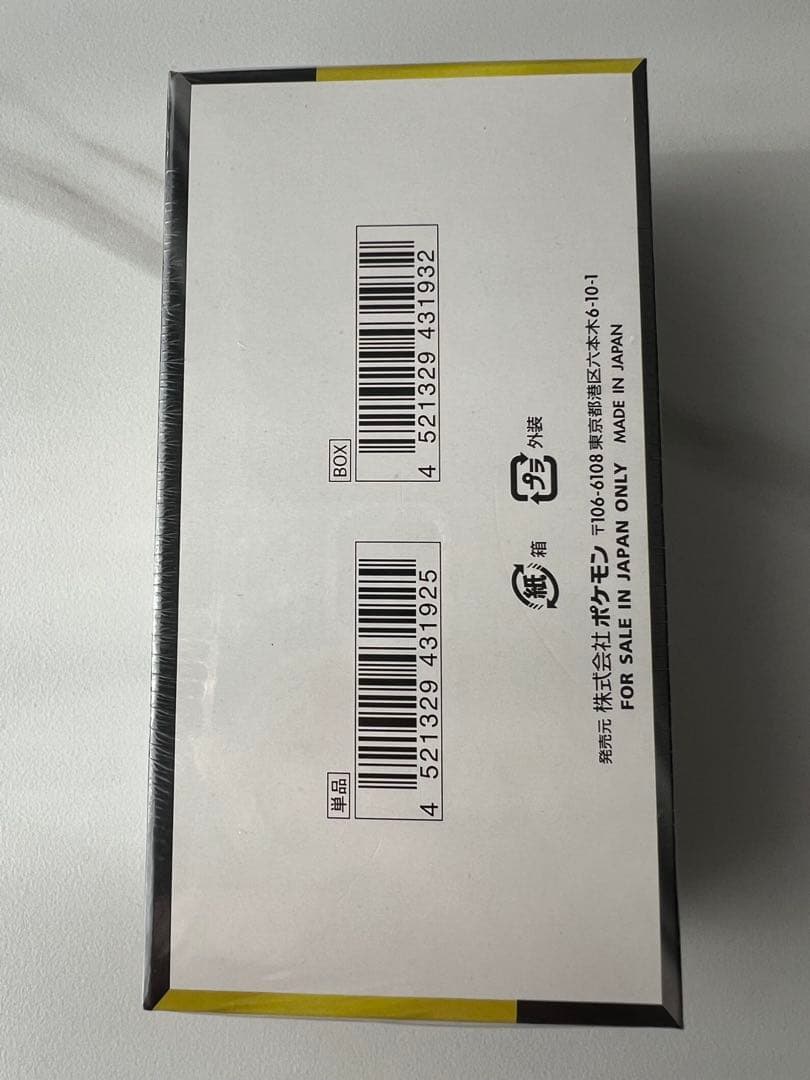 単品
4 521329 431925
BOX
4 521329 431932
紙 箱
プラ 外装
発売元 株式会社 ポケモン 〒106-6108 東京都港区六本木6-10-1
FOR SALE IN JAPAN ONLY MADE IN JAPAN